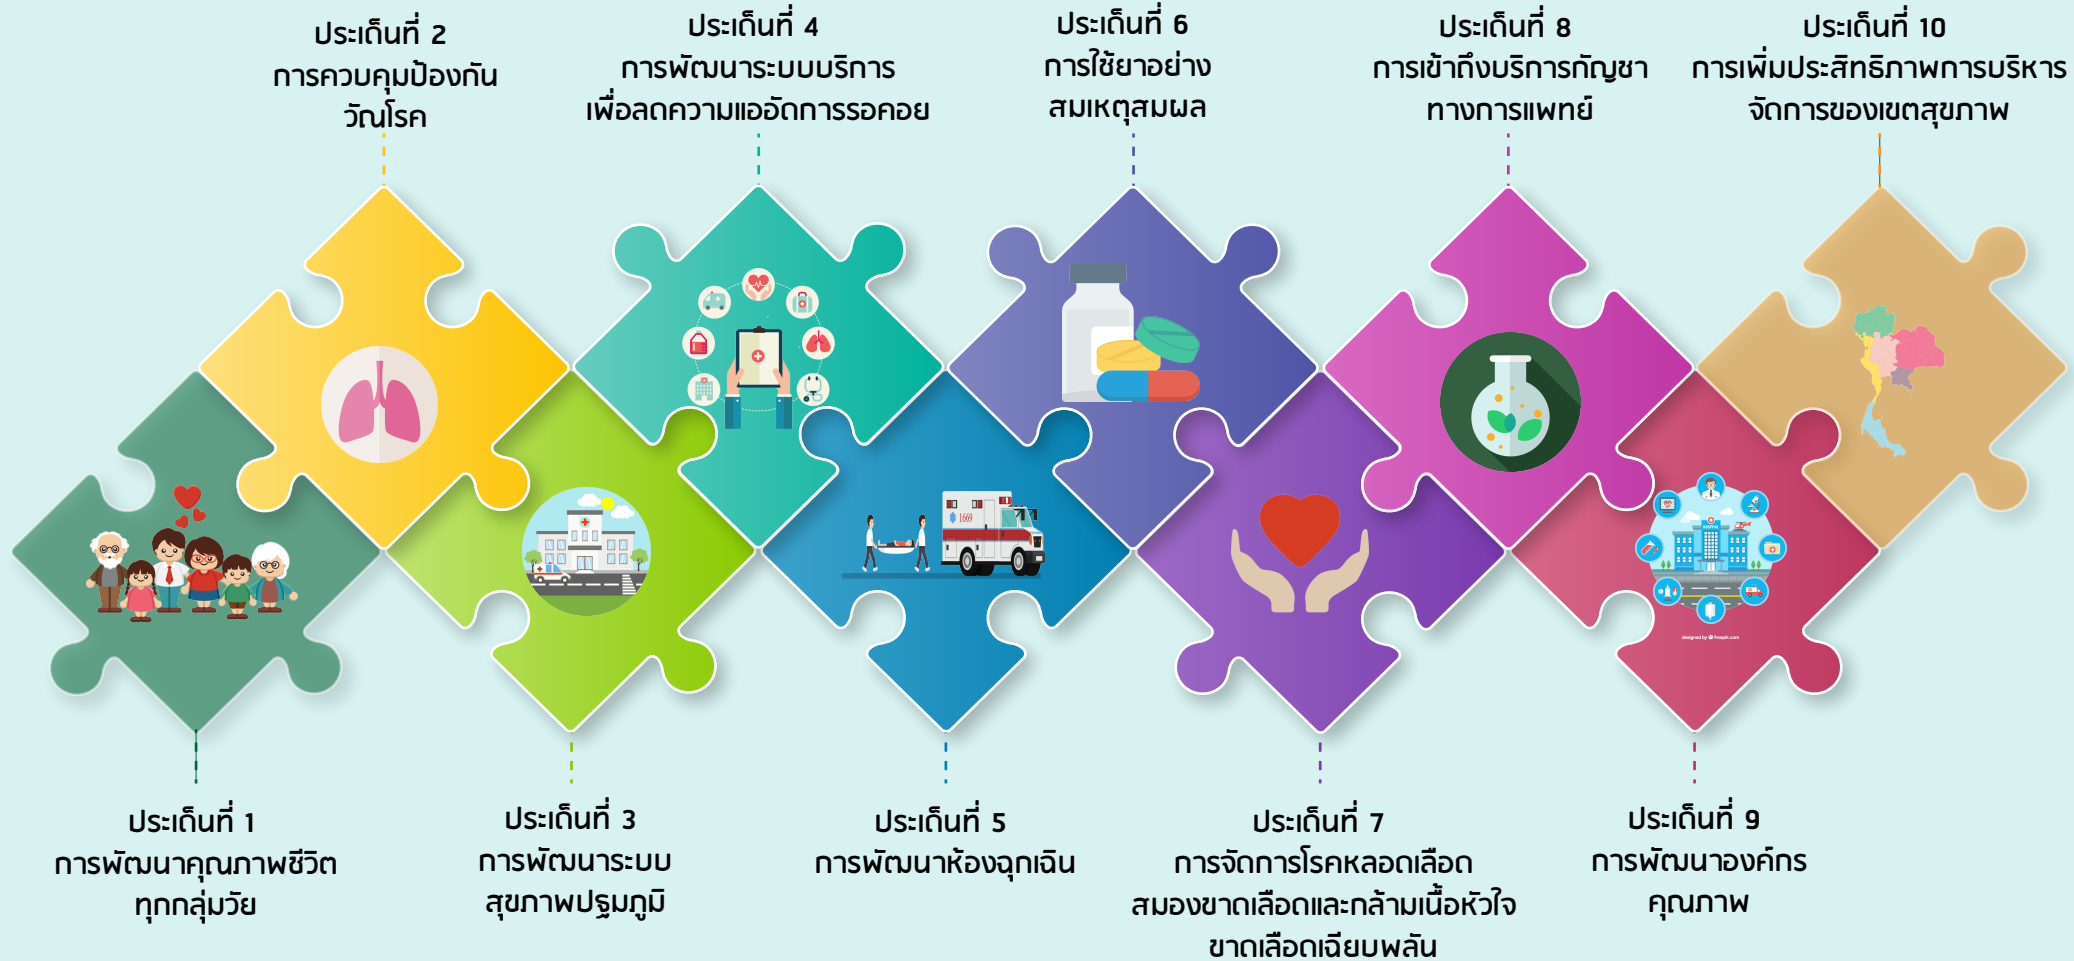 ประเด็นที่ 2
การควบคุมป้องกัน
วัณโรค
ประเด็นที่ 4
การพัฒนาระบบบริการ
เพื่อลดความแออัดการรอคอย
ประเด็นที่ 6
การใช้ยาอย่าง
สมเหตุสมผล
ประเด็นที่ 8
การเข้าถึงบริการกัญชา
ทางการแพทย์
ประเด็นที่ 10
การเพิ่มประสิทธิภาพการบริหาร
จัดการของเขตสุขภาพ
1669
HOSPITAL
designed by freepik.com
ประเด็นที่ 1
การพัฒนาคุณภาพชีวิต
ทุกกลุ่มวัย
ประเด็นที่ 3
การพัฒนาระบบ
สุขภาพปฐมภูมิ
ประเด็นที่ 5
การพัฒนาห้องฉุกเฉิน
ประเด็นที่ 7
การจัดการโรคหลอดเลือด
สมองขาดเลือดและกล้ามเนื้อหัวใจ
ขาดเลือดเฉียบพลัน
ประเด็นที่ 9
การพัฒนาองค์กร
คุณภาพ